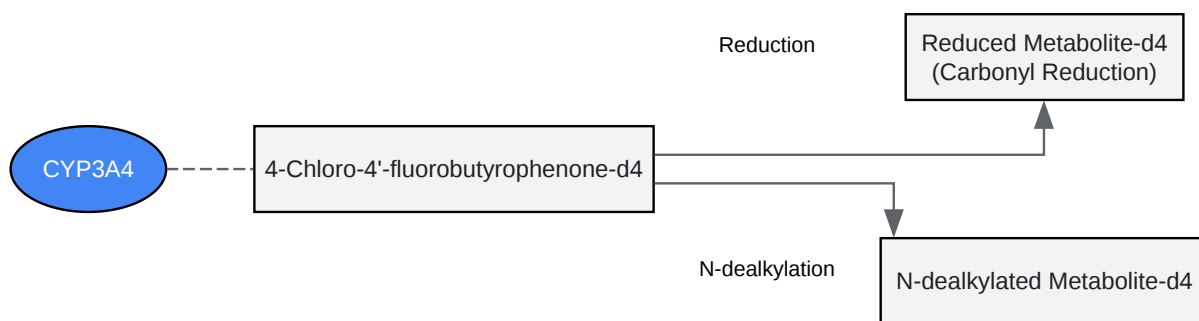 Reduction
Reduced Metabolite-d4
(Carbonyl Reduction)
CYP3A4
4-Chloro-4'-fluorobutyrophenone-d4
N-dealkylation
N-dealkylated Metabolite-d4